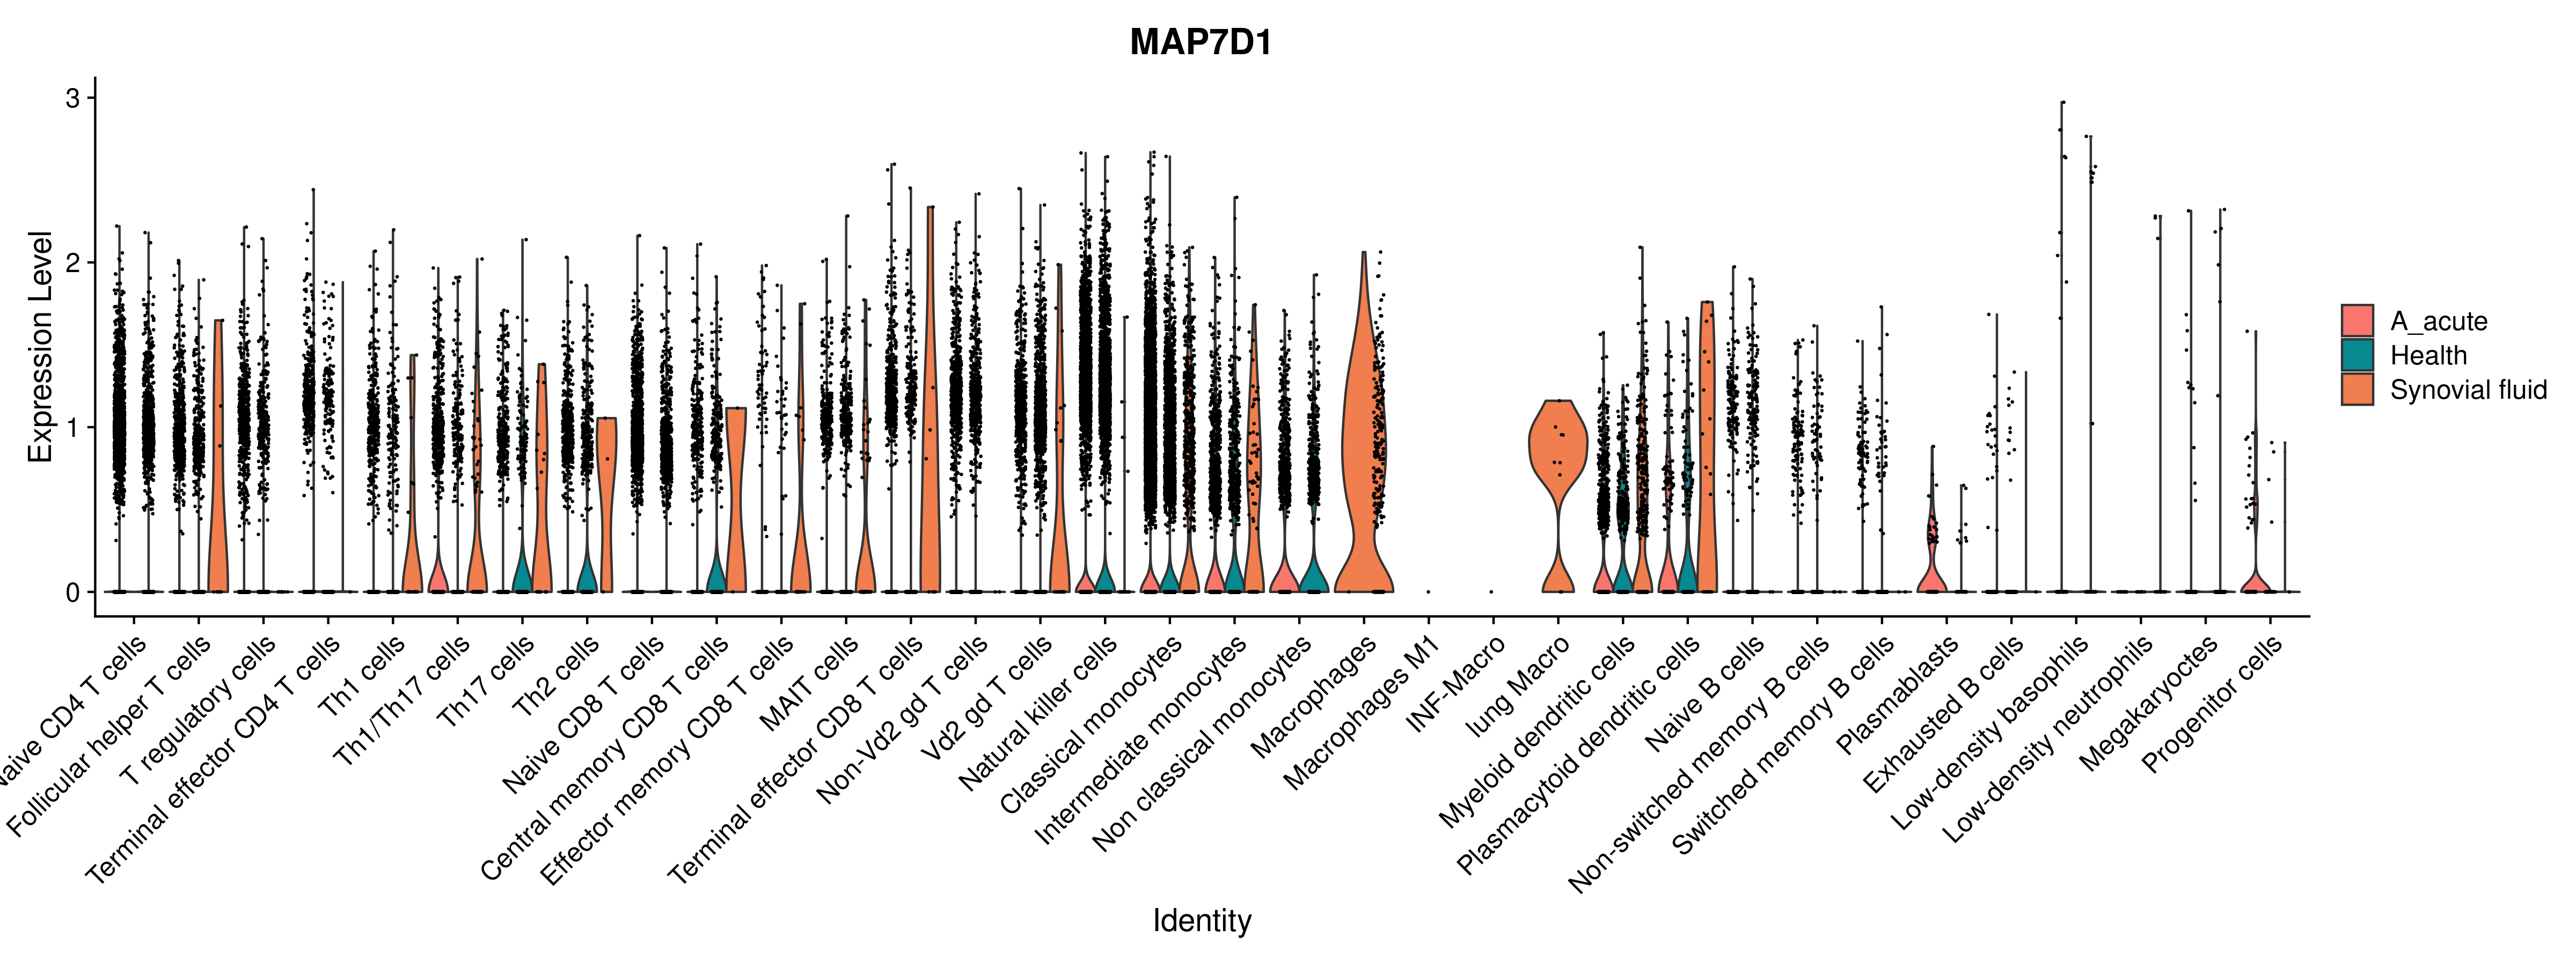 MAP7D1
Expression Level
3
2
1
0
Naive CD4 T cells
Follicular helper T cells
T regulatory cells
Terminal effector CD4 T cells
Th1 cells
Th1/Th17 cells
Th17 cells
Th2 cells
Naive CD8 T cells
Central memory CD8 T cells
Effector memory CD8 T cells
MAIT cells
Terminal effector CD8 T cells
Non-Vd2 gd T cells
Vd2 gd T cells
Natural killer cells
Classical monocytes
Intermediate monocytes
Non classical monocytes
Macrophages
Macrophages M1
INF-Macro
lung Macro
Myeloid dendritic cells
Plasmacytoid dendritic cells
Naive B cells
Non-switched memory B cells
Switched memory B cells
Plasmablasts
Exhausted B cells
Low-density basophils
Low-density neutrophils
Megakaryoctes
Progenitor cells
Identity
A_acute
Health
Synovial fluid